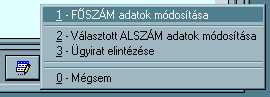 1 - FŐSZÁM adatok módosítása
2 - Választott ALSZÁM adatok módosítása
3 - Ügyirat elintézése
0 - Mégsem